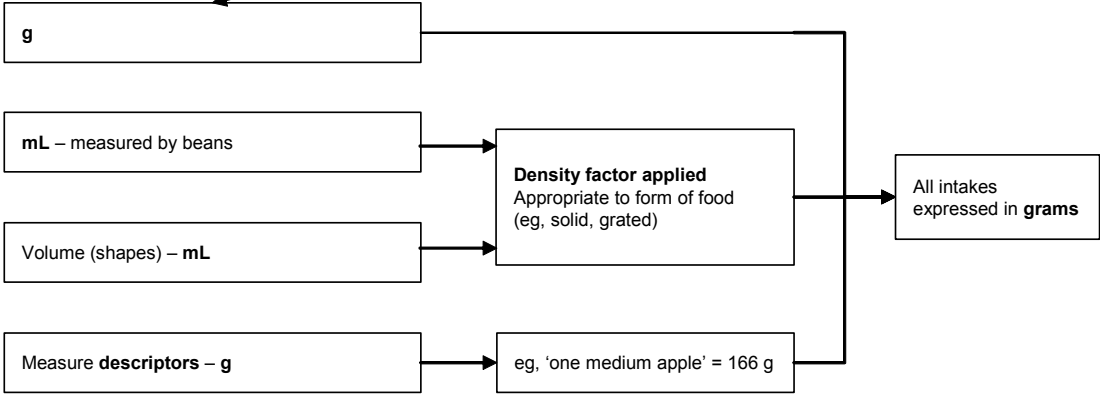 g
mL – measured by beans
Density factor applied
Appropriate to form of food
(eg, solid, grated)
All intakes
expressed in grams
Volume (shapes) – mL
Measure descriptors – g
eg, ‘one medium apple’ = 166 g